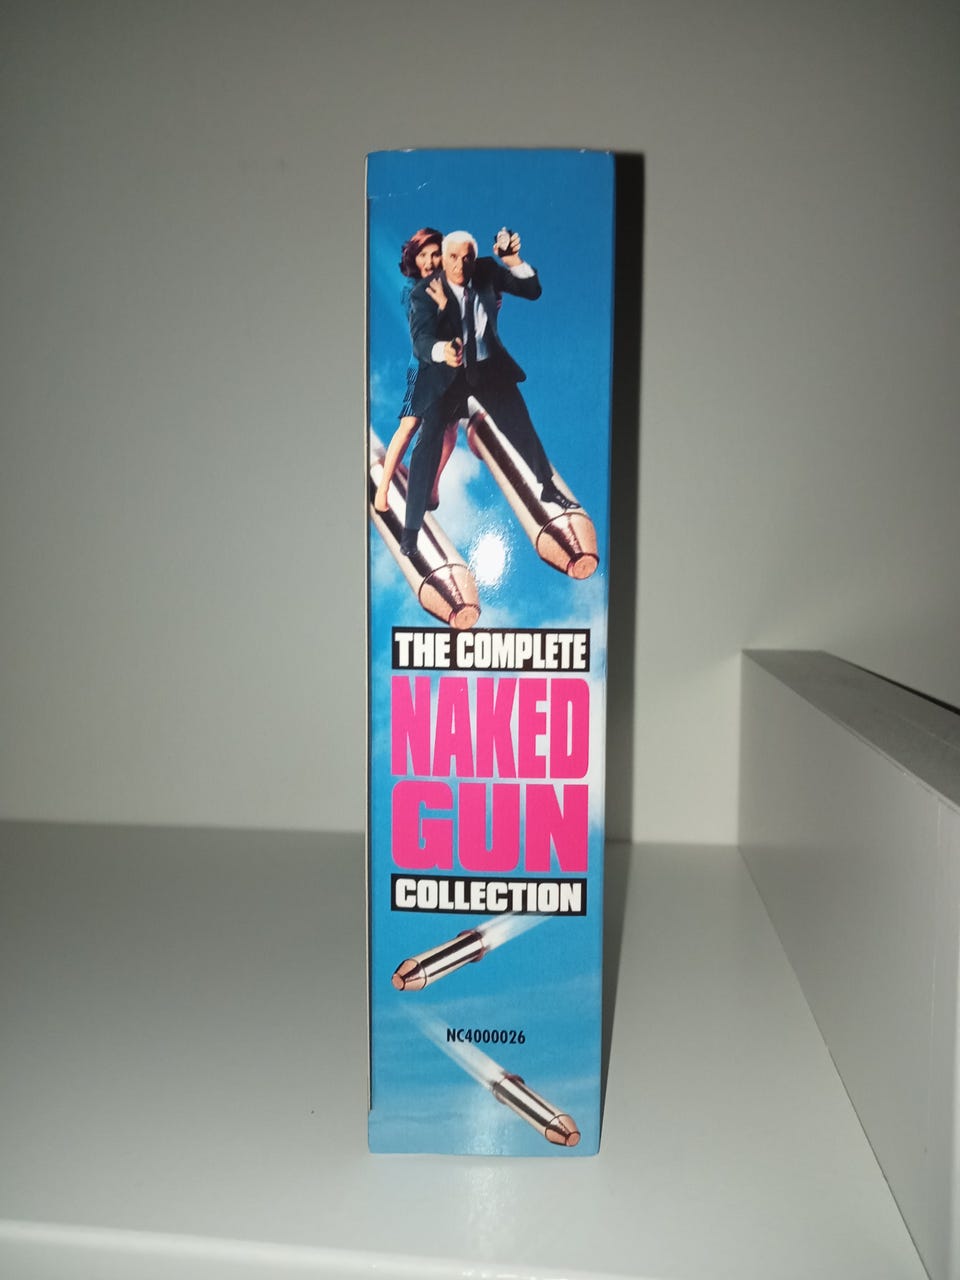 THE COMPLETE
NAKED
GUN
COLLECTION
NC4000026